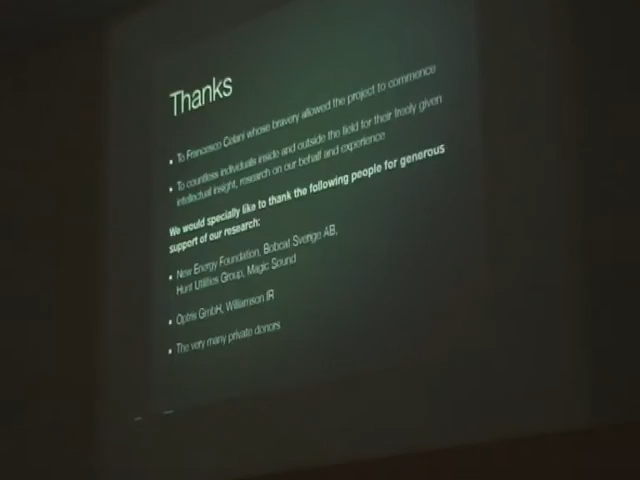 Thanks
• To Francesco Celani whose bravery allowed the project to commence
• To countless individuals inside and outside the field for their freely given
intellectual insight, research on our behalf and experience
We would specially like to thank the following people for generous
support of our research:
• New Energy Foundation, Bobcat Sverige AB,
Hunt Utilities Group, Magic Sound
• Optris GmbH, Williamson IR
• The very many private donors